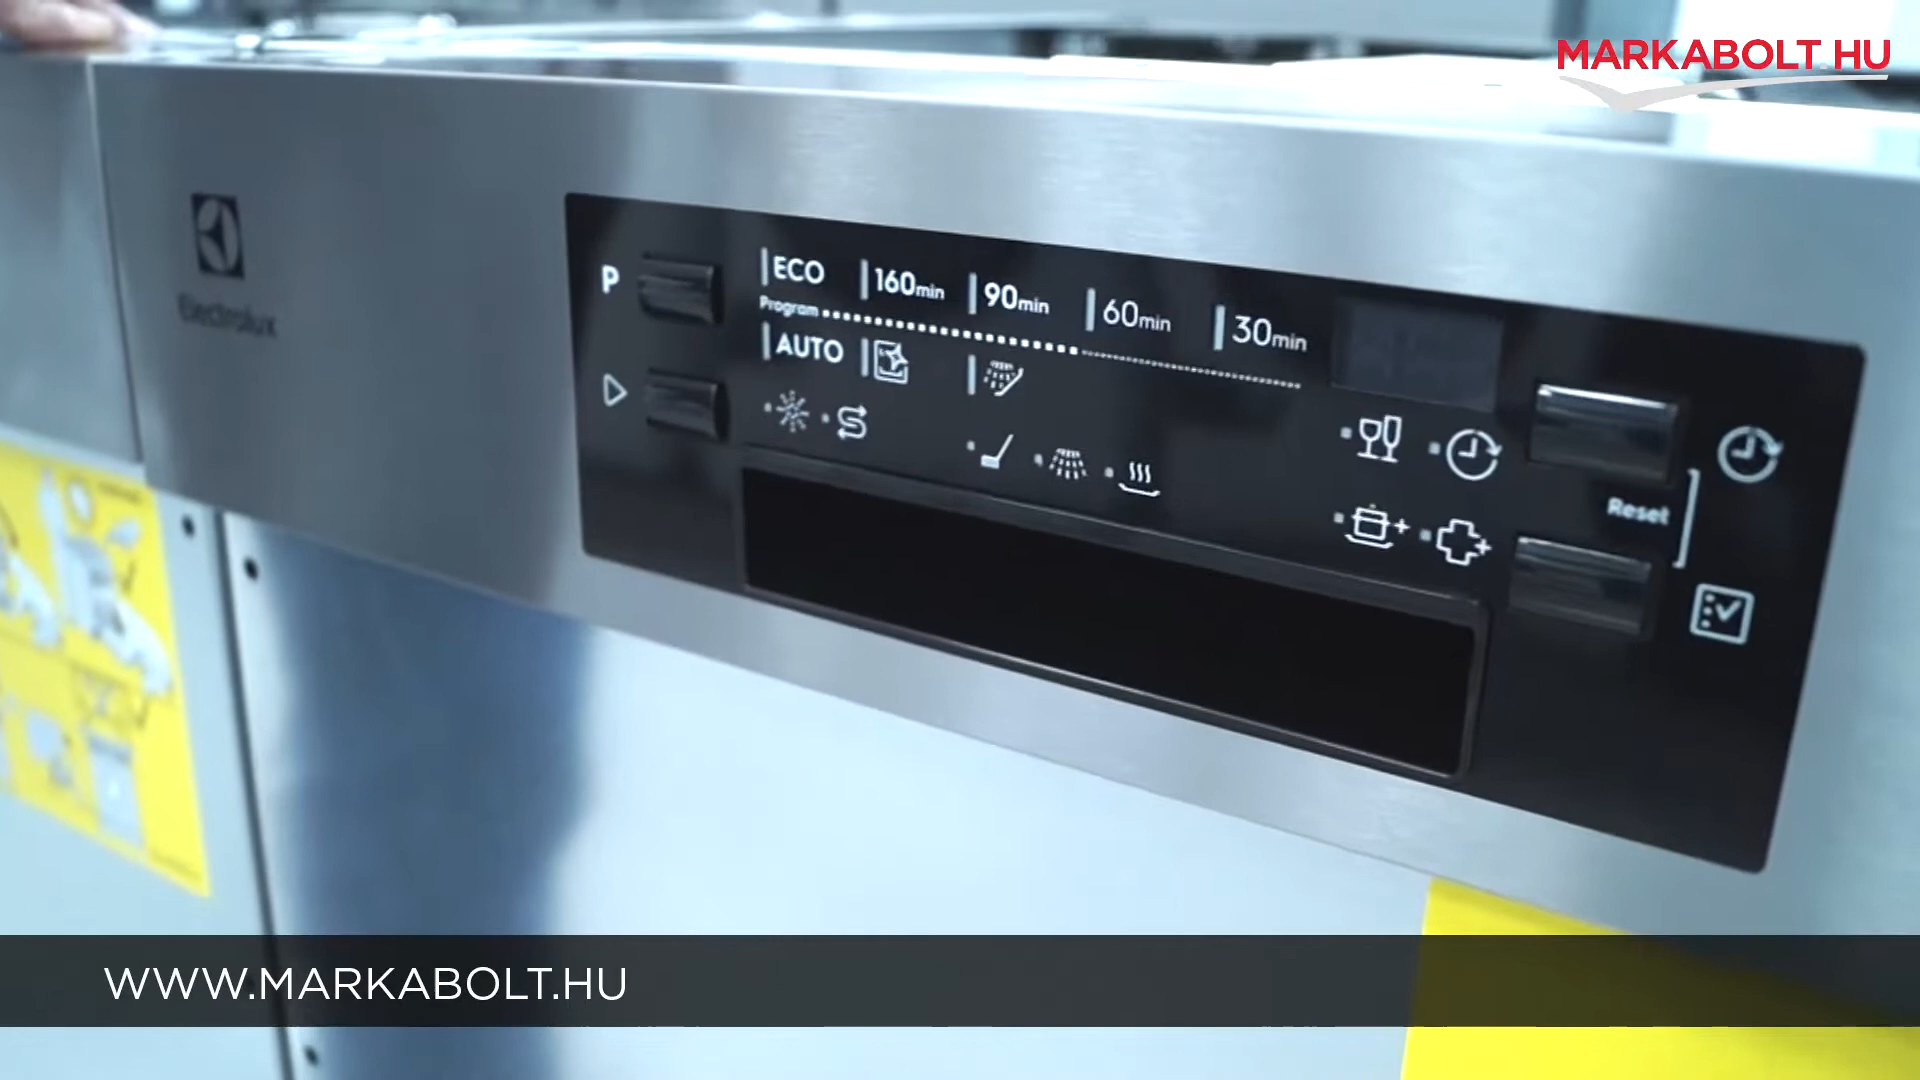 MARKABOLT.HU
Electrolux
P
ECO 160min 90min 60min 30min
Program
AUTO
Reset
WWW.MARKABOLT.HU